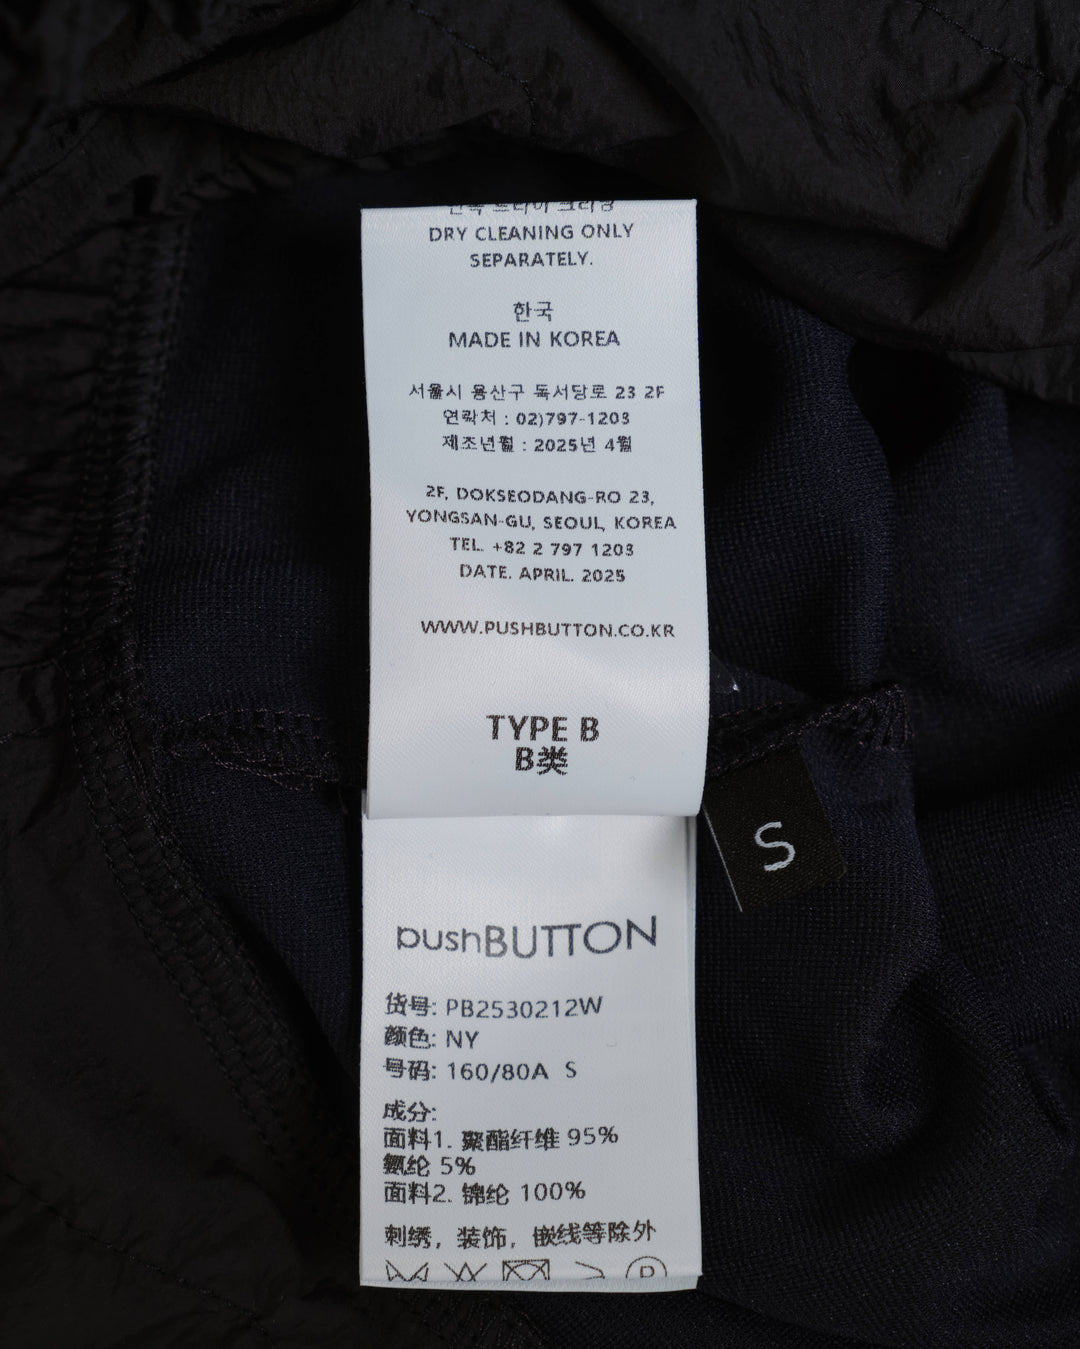 DRY CLEANING ONLY
SEPARATELY.
한국
MADE IN KOREA
서울시 용산구 독서당로 23 2F
연락처 : 02)797-1203
제조년월 : 2025년 4월
2F, DOKSEODANG-RO 23,
YONGSAN-GU, SEOUL, KOREA
TEL. +82 2 797 1203
DATE. APRIL. 2025
WWW.PUSHBUTTON.CO.KR
TYPE B
B类
S
pushBUTTON
货号: PB2530212W
颜色: NY
号码: 160/80A S
成分:
面料1. 聚酯纤维 95%
氨纶 5%
面料2. 锦纶 100%
刺绣，装饰，嵌线等除外